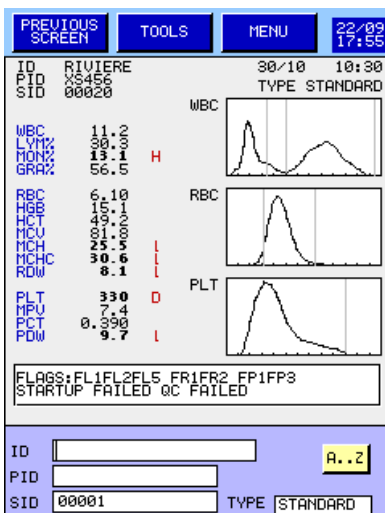 PREVIOUS SCREEN TOOLS MENU 22/09 17:55
ID RIVIERE 30/10 10:30
PID XS456 TYPE STANDARD
SID 00020
WBC
WBC 11.2
LYM% 30.3
MON% 13.1 H
GRA% 56.5
RBC 6.10 RBC
HGB 15.1
HCT 49.2
MCV 81.8
MCH 25.5 l
MCHC 30.6 l
RDW 8.1 l
PLT
PLT 330 D
MPV 7.4
PCT 0.390
PDW 9.7 l
FLAGS:FL1FL2FL5 FR1FR2 FP1FP3
STARTUP FAILED QC FAILED
ID
A..Z
PID
SID 00001 TYPE STANDARD